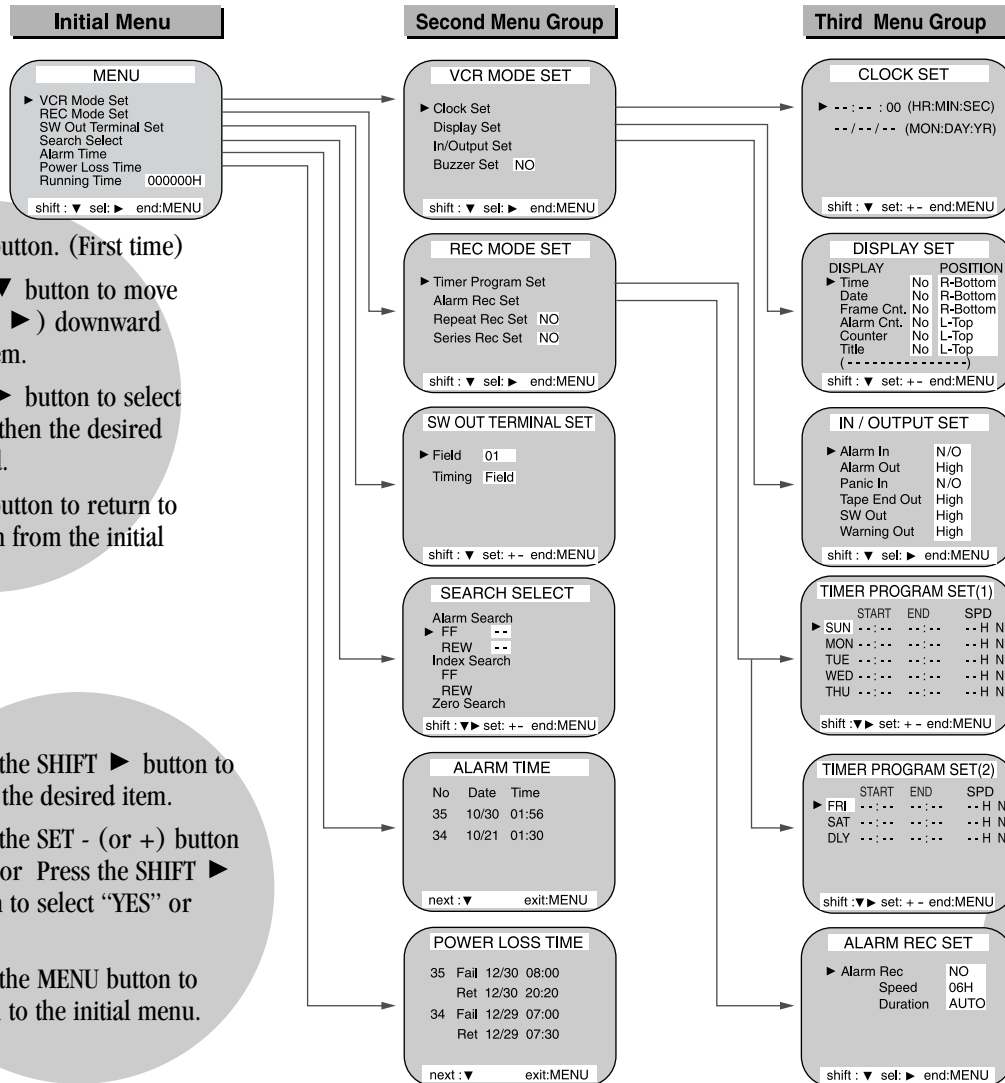 Initial Menu
MENU
► VCR Mode Set
REC Mode Set
SW Out Terminal Set
Search Select
Alarm Time
Power Loss Time
Running Time 000000H
shift : ▼ sel: ► end:MENU
button. (First time)
▼ button to move
►) downward
► button to select
then the desired
button to return to
from the initial
the SHIFT ► button to
the desired item.
the SET - (or +) button
or Press the SHIFT ►
to select “YES” or
the MENU button to
to the initial menu.
Second Menu Group
VCR MODE SET
► Clock Set
Display Set
In/Output Set
Buzzer Set NO
shift : ▼ sel: ► end:MENU
REC MODE SET
► Timer Program Set
Alarm Rec Set
Repeat Rec Set NO
Series Rec Set NO
shift : ▼ sel: ► end:MENU
SW OUT TERMINAL SET
► Field 01
Timing Field
shift : ▼ set: + - end:MENU
SEARCH SELECT
Alarm Search
► FF --
REW --
Index Search
FF
REW
Zero Search
shift : ▼► set: + - end:MENU
ALARM TIME
No Date Time
35 10/30 01:56
34 10/21 01:30
next : ▼ exit:MENU
POWER LOSS TIME
35 Fail 12/30 08:00
Ret 12/30 20:20
34 Fail 12/29 07:00
Ret 12/29 07:30
next : ▼ exit:MENU
Third Menu Group
CLOCK SET
► --:-- : 00 (HR:MIN:SEC)
--/--/-- (MON:DAY:YR)
shift : ▼ set: + - end:MENU
DISPLAY SET
DISPLAY POSITION
► Time No R-Bottom
Date No R-Bottom
Frame Cnt. No R-Bottom
Alarm Cnt. No L-Top
Counter No L-Top
Title No L-Top
(----------------)
shift : ▼ set: + - end:MENU
IN / OUTPUT SET
► Alarm In N/O
Alarm Out High
Panic In N/O
Tape End Out High
SW Out High
Warning Out High
shift : ▼ sel: ► end:MENU
TIMER PROGRAM SET(1)
START END SPD
► SUN --:-- --:-- --H N
MON --:-- --:-- --H N
TUE --:-- --:-- --H N
WED --:-- --:-- --H N
THU --:-- --:-- --H N
shift :▼► set: + - end:MENU
TIMER PROGRAM SET(2)
START END SPD
► FRI --:-- --:-- --H N
SAT --:-- --:-- --H N
DLY --:-- --:-- --H N
shift :▼► set: + - end:MENU
ALARM REC SET
► Alarm Rec NO
Speed 06H
Duration AUTO
shift : ▼ sel: ► end:MENU